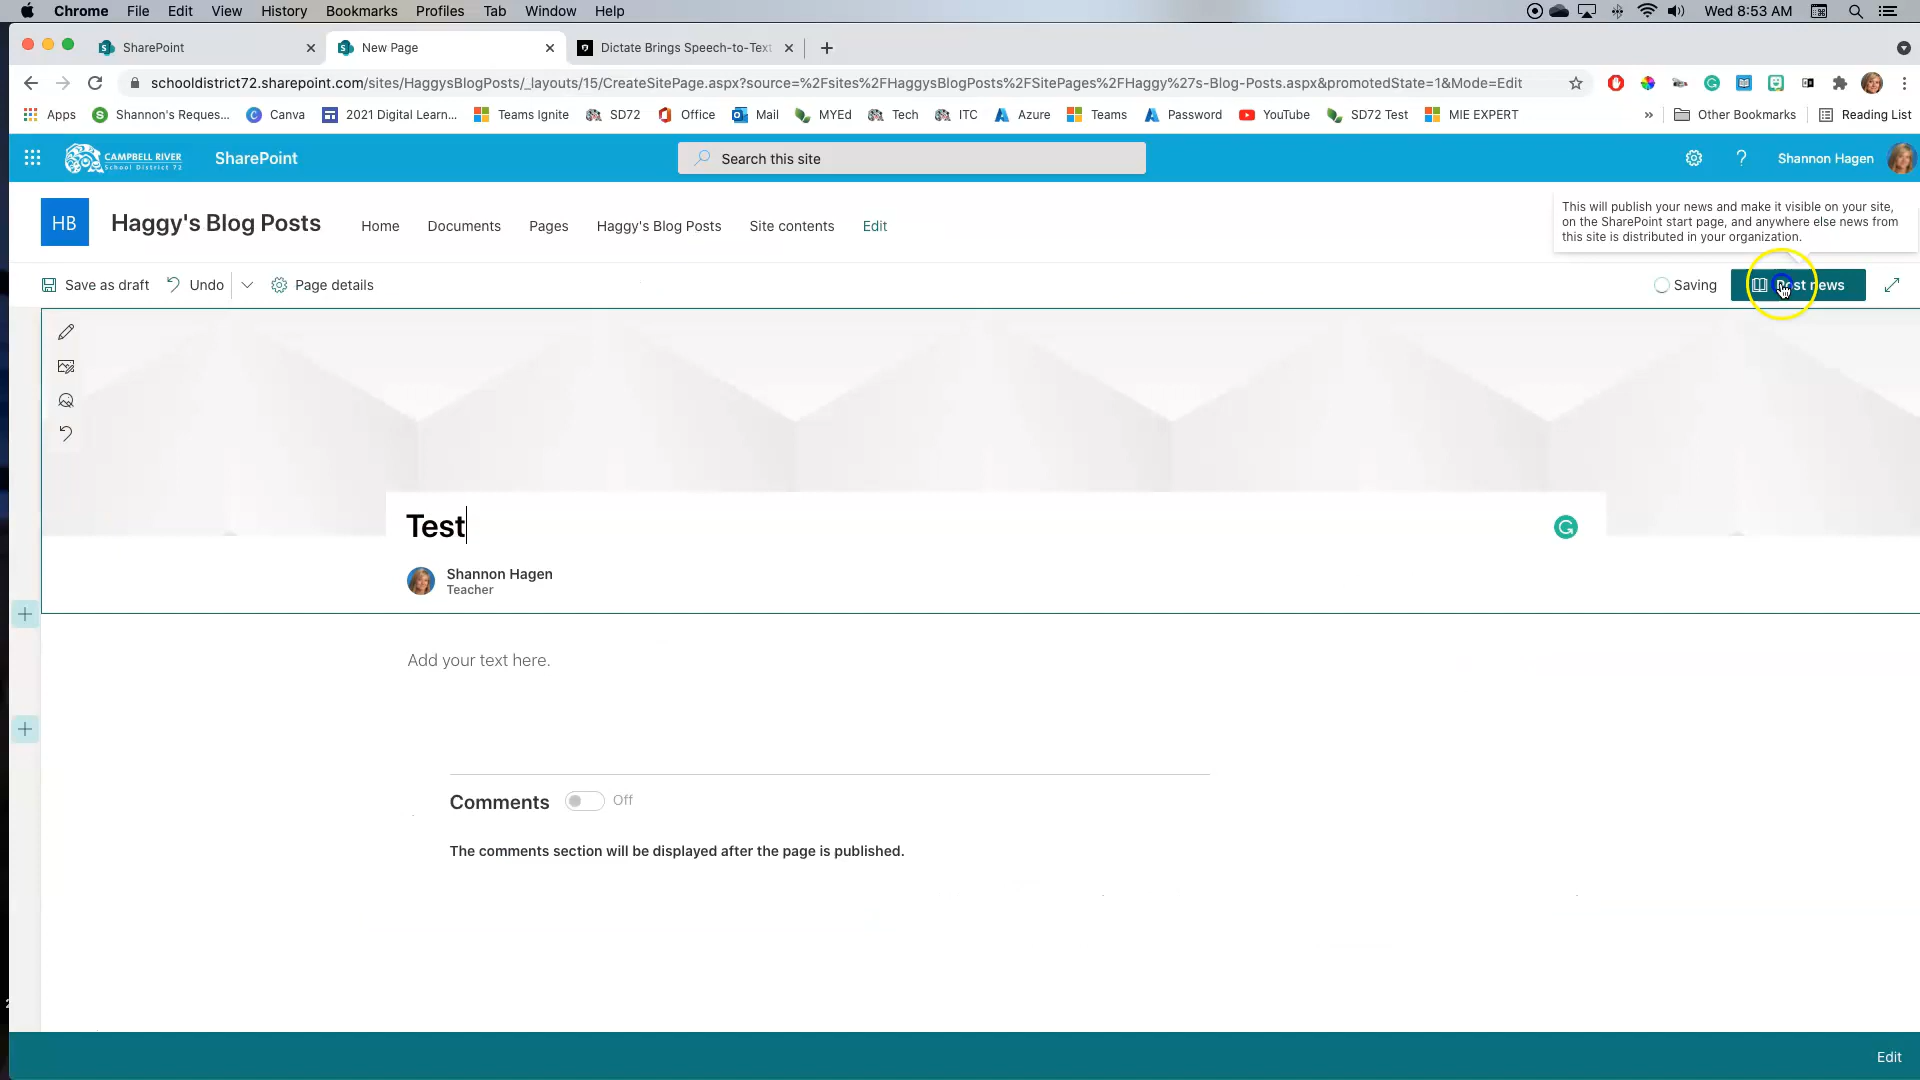 Chrome File Edit View History Bookmarks Profiles Tab Window Help Wed 8:53 AM
SharePoint New Page Dictate Brings Speech-to-Text
schooldistrict72.sharepoint.com/sites/HaggysBlogPosts/_layouts/15/CreateSitePage.aspx?source=%2Fsites%2FHaggysBlogPosts%2FSitePages%2FHaggy%27s-Blog-Posts.aspx&promotedState=1&Mode=Edit
Apps Shannon's Reques... Canva 2021 Digital Learn... Teams Ignite SD72 Office Mail MYEd Tech ITC Azure Teams Password YouTube SD72 Test MIE EXPERT » Other Bookmarks Reading List
CAMPBELL RIVER
School District 72
SharePoint Search this site ? Shannon Hagen
HB Haggy's Blog Posts Home Documents Pages Haggy's Blog Posts Site contents Edit
This will publish your news and make it visible on your site,
on the SharePoint start page, and anywhere else news from
this site is distributed in your organization.
Save as draft Undo Page details Saving Post news
Test
Shannon Hagen
Teacher
Add your text here.
Comments Off
The comments section will be displayed after the page is published.
Edit